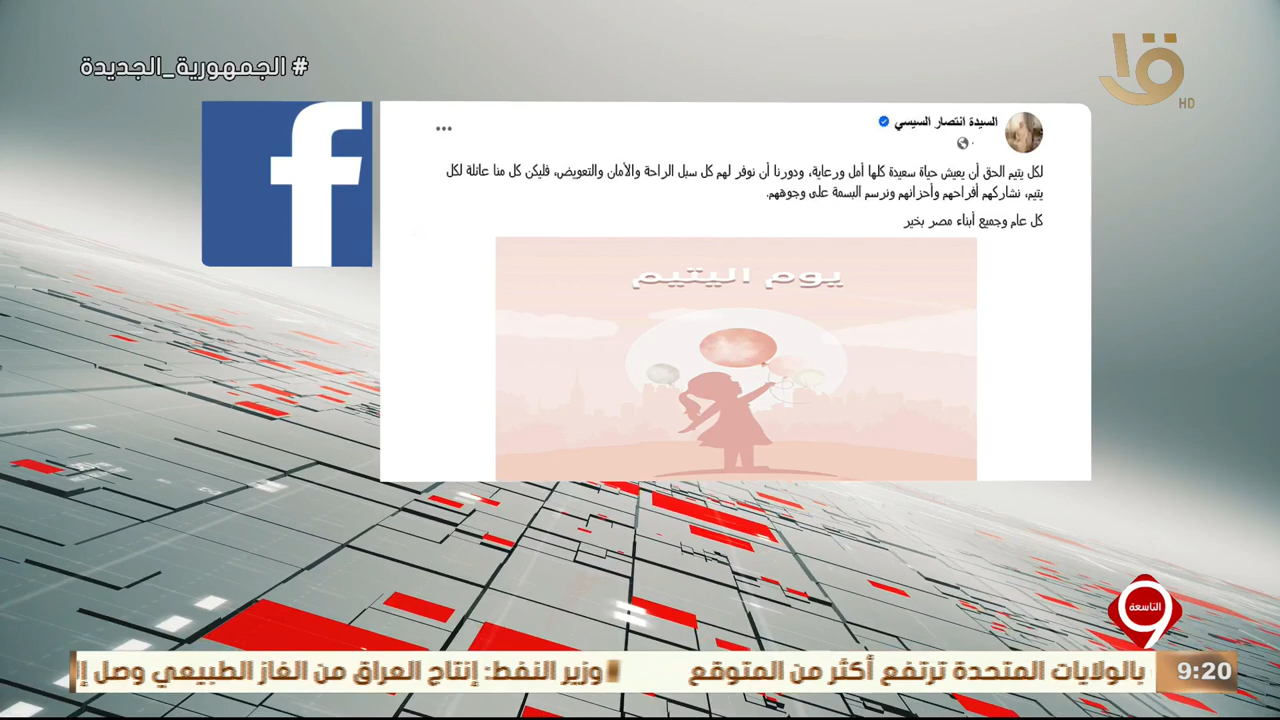 #الجمهورية_الجديدة
HD
السيدة انتصار السيسي
لكل يتيم الحق أن يعيش حياة سعيدة كلها أمل ورعاية، ودورنا أن نوفر لهم كل سبل الراحة والأمان والتعويض، فليكن كل منا عائلة لكل
يتيم، نشاركهم أفراحهم وأحزانهم ونرسم البسمة على وجوههم.
كل عام وجميع أبناء مصر بخير
يوم اليتيم
التاسعة
9:20
بالولايات المتحدة ترتفع أكثر من المتوقع وزير النفط: إنتاج العراق من الغاز الطبيعي وصل إ